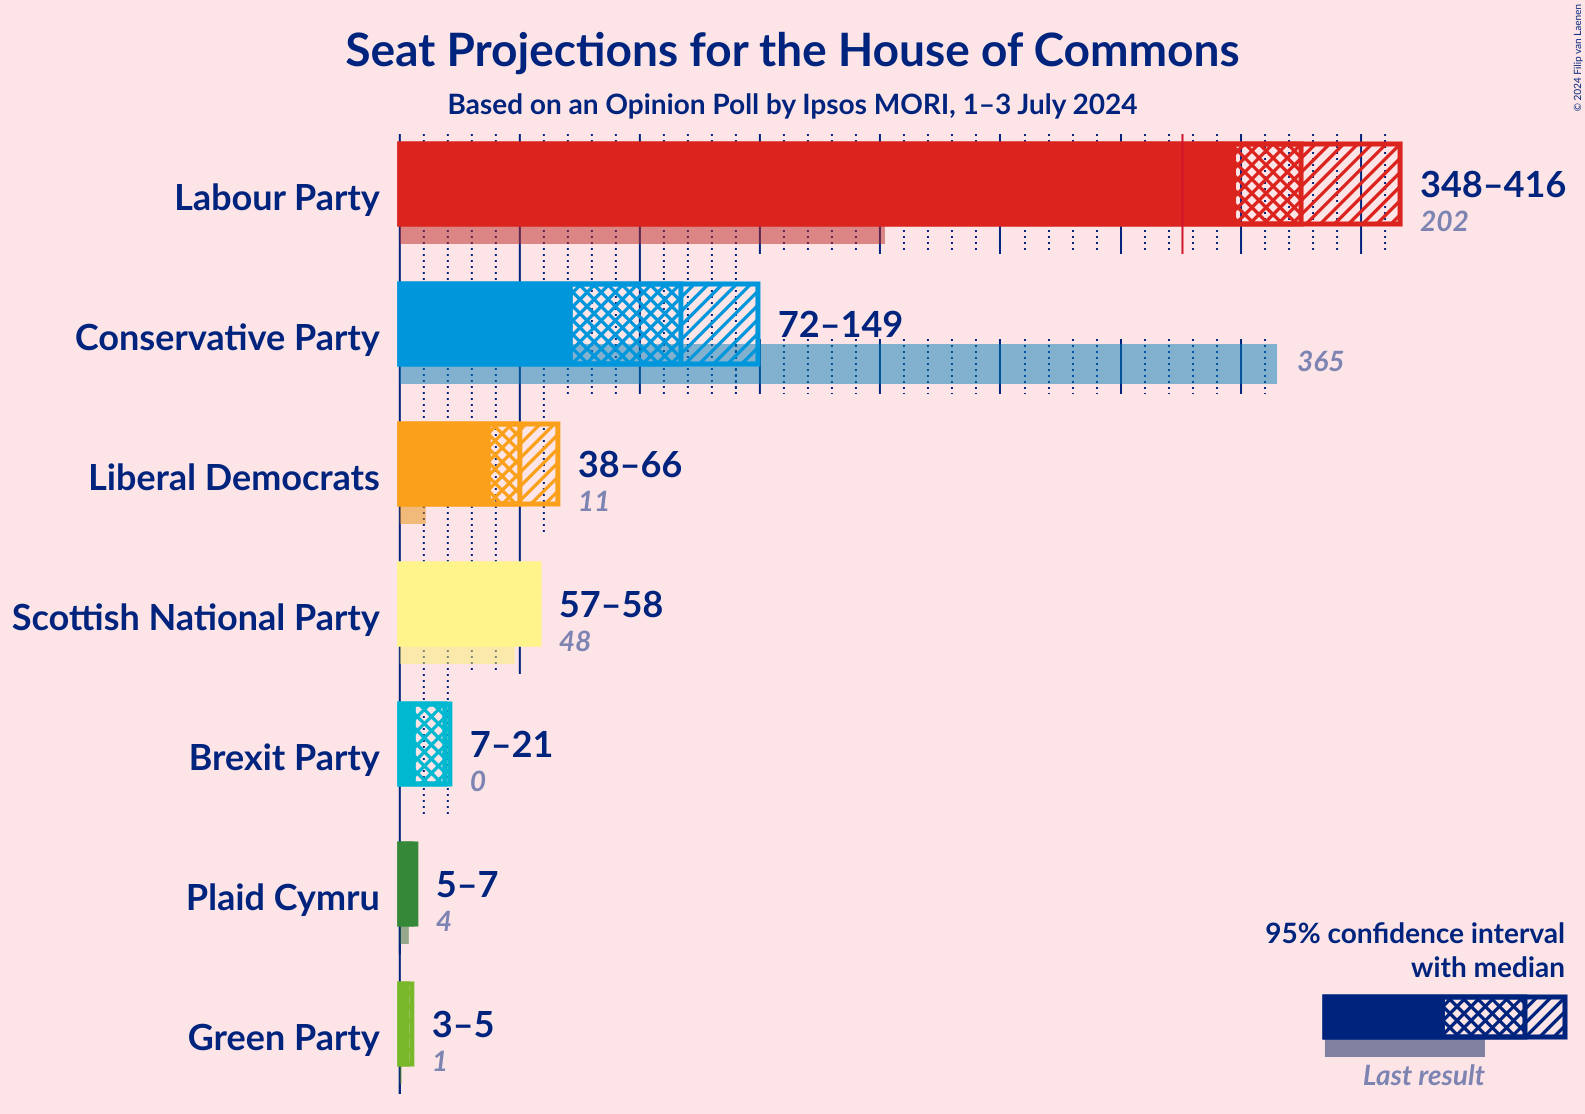 Seat Projections for the House of Commons
Based on an Opinion Poll by Ipsos MORI, 1–3 July 2024
© 2024 Filip van Laenen
Labour Party
348–416
202
Conservative Party
72–149
365
Liberal Democrats
38–66
11
Scottish National Party
57–58
48
Brexit Party
7–21
0
Plaid Cymru
5–7
4
Green Party
3–5
1
95% confidence interval
with median
Last result